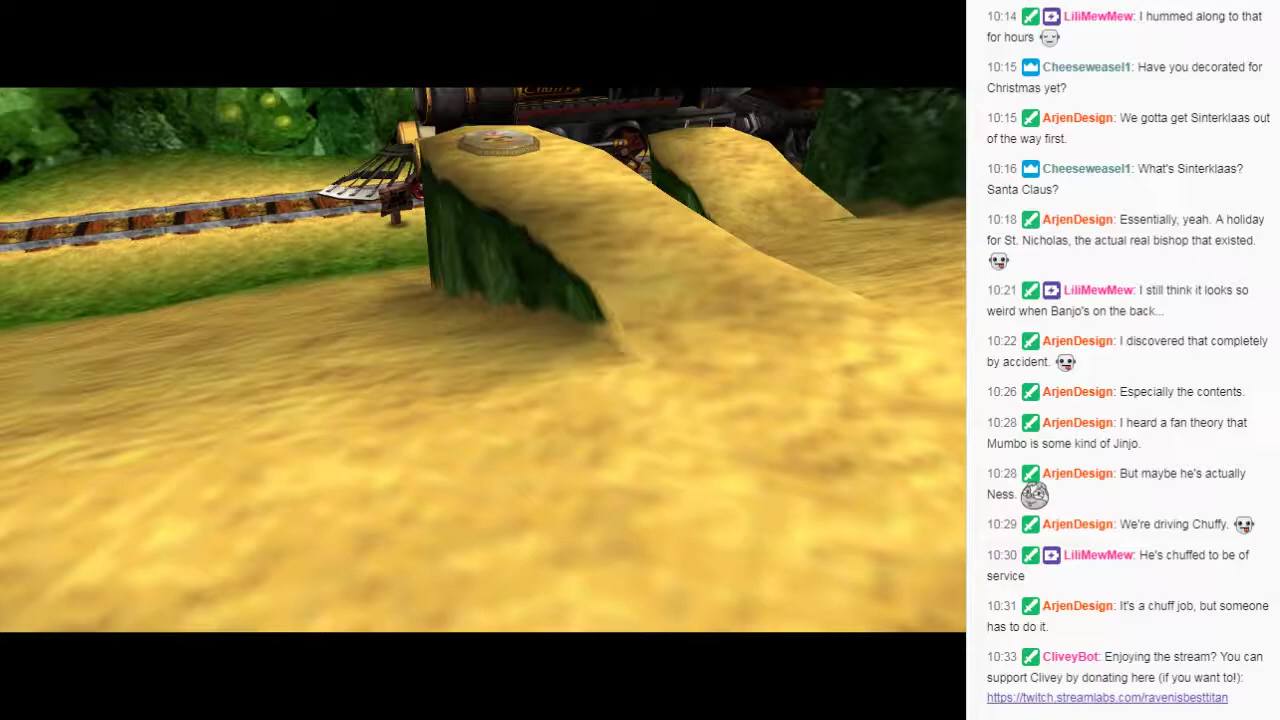 10:14 LiliMewMew: I hummed along to that
for hours
10:15 Cheeseweasel1: Have you decorated for
Christmas yet?
10:15 ArjenDesign: We gotta get Sinterklaas out
of the way first.
10:16 Cheeseweasel1: What's Sinterklaas?
Santa Claus?
10:18 ArjenDesign: Essentially, yeah. A holiday
for St. Nicholas, the actual real bishop that existed.
10:21 LiliMewMew: I still think it looks so
weird when Banjo's on the back...
10:22 ArjenDesign: I discovered that completely
by accident.
10:26 ArjenDesign: Especially the contents.
10:28 ArjenDesign: I heard a fan theory that
Mumbo is some kind of Jinjo.
10:28 ArjenDesign: But maybe he's actually
Ness.
10:29 ArjenDesign: We're driving Chuffy.
10:30 LiliMewMew: He's chuffed to be of
service
10:31 ArjenDesign: It's a chuff job, but someone
has to do it.
10:33 CliveyBot: Enjoying the stream? You can
support Clivey by donating here (if you want to!):
https://twitch.streamlabs.com/ravenisbesttitan